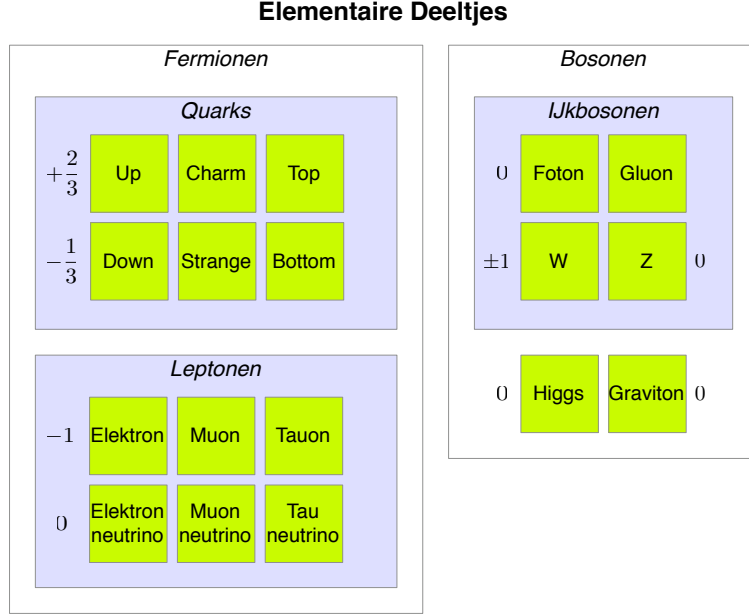 Elementaire Deeltjes
Fermionen
Quarks
+2/3 Up Charm Top
-1/3 Down Strange Bottom
Leptonen
−1 Elektron Muon Tauon
0 Elektron neutrino Muon neutrino Tau neutrino
Bosonen
IJkbosonen
0 Foton Gluon
±1 W Z 0
0 Higgs Graviton 0